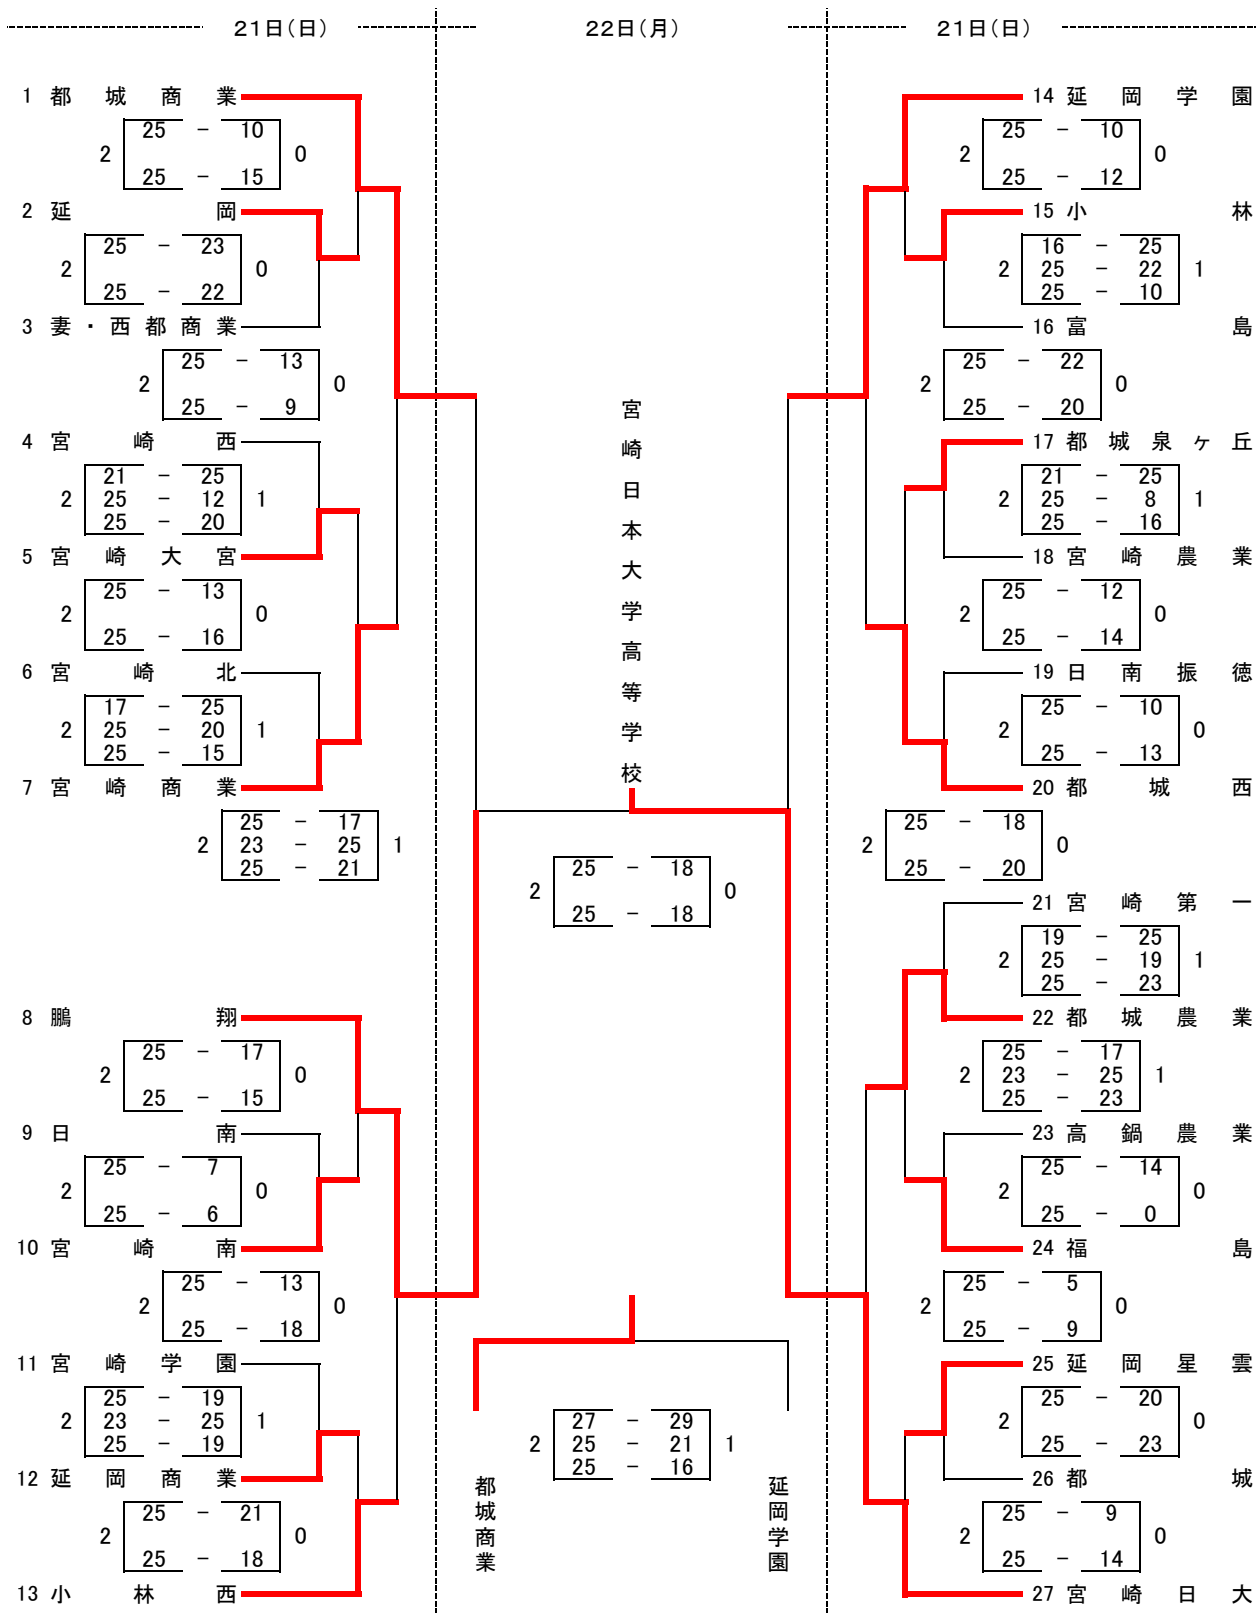 21日(日)
22日(月)
21日(日)
1 都城商業
25 - 10
2 0
25 - 15
2 延岡
25 - 23
2 0
25 - 22
3 妻・西都商業
25 - 13
2 0
25 - 9
4 宮崎西
21 - 25
2 25 - 12 1
25 - 20
5 宮崎大宮
25 - 13
2 0
25 - 16
6 宮崎北
17 - 25
2 25 - 20 1
25 - 15
7 宮崎商業
25 - 17
2 23 - 25 1
25 - 21
8 鵬翔
25 - 17
2 0
25 - 15
9 日南
25 - 7
2 0
25 - 6
10 宮崎南
25 - 13
2 0
25 - 18
11 宮崎学園
25 - 19
2 23 - 25 1
25 - 19
12 延岡商業
25 - 21
2 0
25 - 18
13 小林西
宮崎日本大学高等学校
25 - 18
2 0
25 - 18
27 - 29
2 25 - 21 1
25 - 16
都城商業
延岡学園
14 延岡学園
25 - 10
2 0
25 - 12
15 小林
16 - 25
2 25 - 22 1
25 - 10
16 富島
25 - 22
2 0
25 - 20
17 都城泉ヶ丘
21 - 25
2 25 - 8 1
25 - 16
18 宮崎農業
25 - 12
2 0
25 - 14
19 日南振徳
25 - 10
2 0
25 - 13
20 都城西
25 - 18
2 0
25 - 20
21 宮崎第一
19 - 25
2 25 - 19 1
25 - 23
22 都城農業
25 - 17
2 23 - 25 1
25 - 23
23 高鍋農業
25 - 14
2 0
25 - 0
24 福島
25 - 5
2 0
25 - 9
25 延岡星雲
25 - 20
2 0
25 - 23
26 都城
25 - 9
2 0
25 - 14
27 宮崎日大